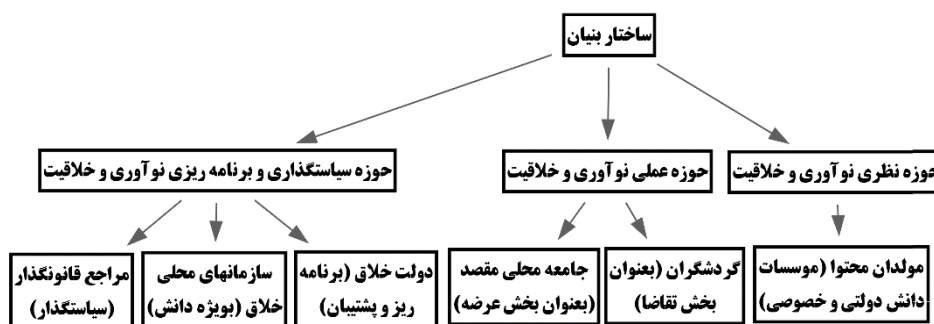 ساختار بنیان
حوزه نظری نوآوری و خلاقیت
حوزه عملی نوآوری و خلاقیت
حوزه سیاستگذاری و برنامه ریزی نوآوری و خلاقیت
مولدان محتوا (موسسات
دانش دولتی و خصوصی)
گردشگران (بعنوان
بخش تقاضا)
جامعه محلی مقصد
(بعنوان بخش عرضه)
دولت خلاق (برنامه
ریز و پشتیبان)
سازمانهای محلی
خلاق (بویژه دانش)
مراجع قانونگذار
(سیاستگذار)